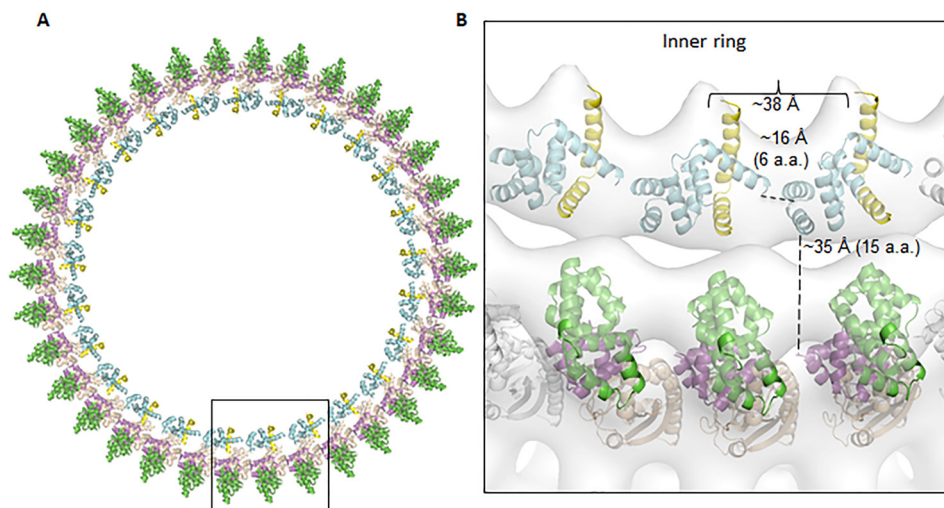 A
B
Inner ring
~38 Å
~16 Å
(6 a.a.)
~35 Å (15 a.a.)